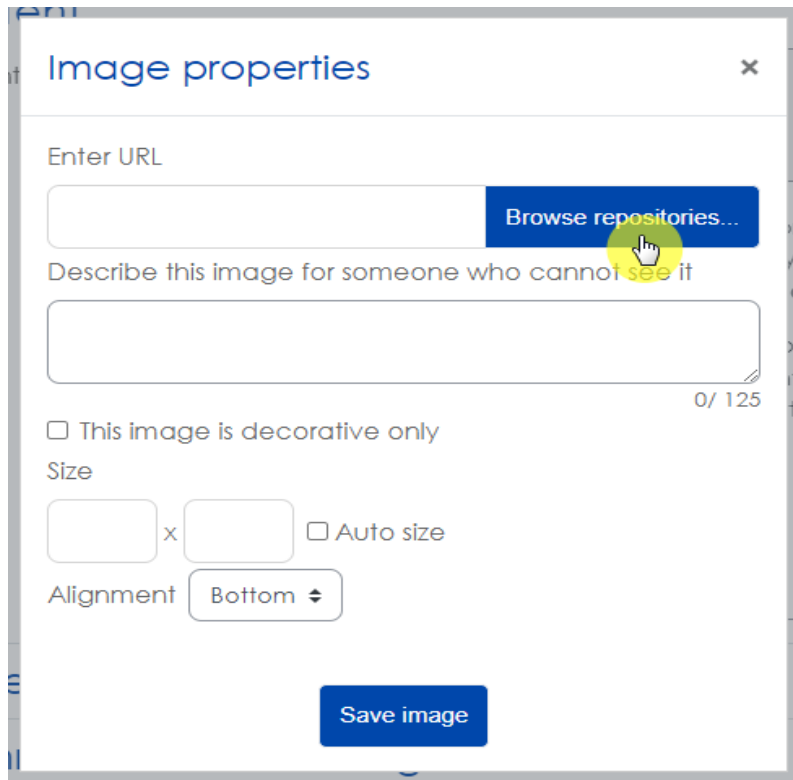 Image properties
×
Enter URL
Browse repositories...
Describe this image for someone who cannot see it
0/ 125
This image is decorative only
Size
x
Auto size
Alignment
Bottom
Save image